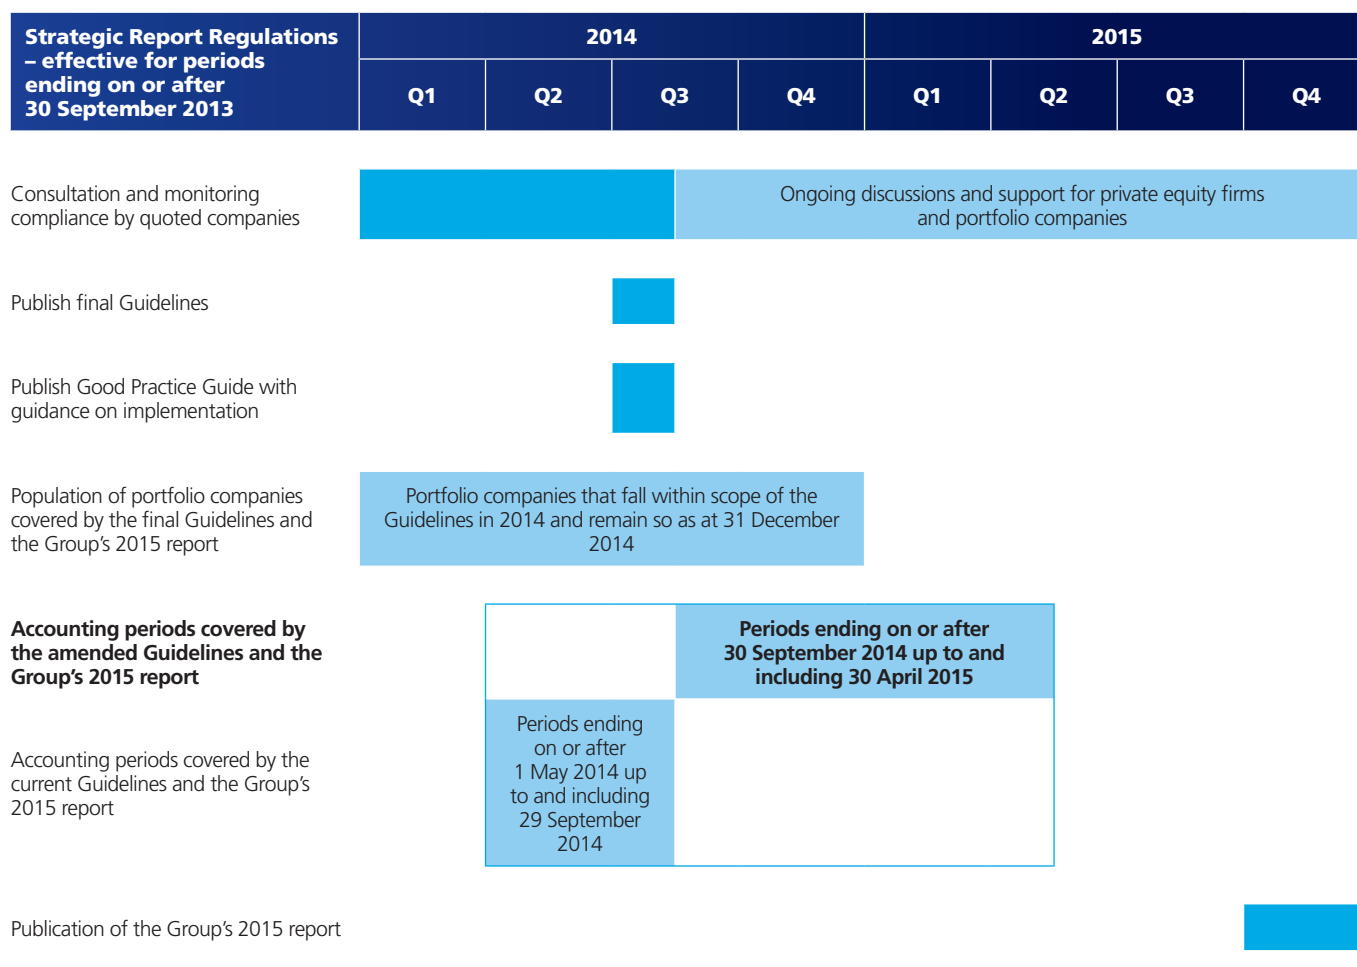 Strategic Report Regulations
– effective for periods
ending on or after
30 September 2013
2014
2015
Q1
Q2
Q3
Q4
Q1
Q2
Q3
Q4
Consultation and monitoring
compliance by quoted companies
Ongoing discussions and support for private equity firms
and portfolio companies
Publish final Guidelines
Publish Good Practice Guide with
guidance on implementation
Population of portfolio companies
covered by the final Guidelines and
the Group’s 2015 report
Portfolio companies that fall within scope of the
Guidelines in 2014 and remain so as at 31 December
2014
Accounting periods covered by
the amended Guidelines and the
Group’s 2015 report
Periods ending on or after
30 September 2014 up to and
including 30 April 2015
Accounting periods covered by the
current Guidelines and the Group’s
2015 report
Periods ending
on or after
1 May 2014 up
to and including
29 September
2014
Publication of the Group’s 2015 report